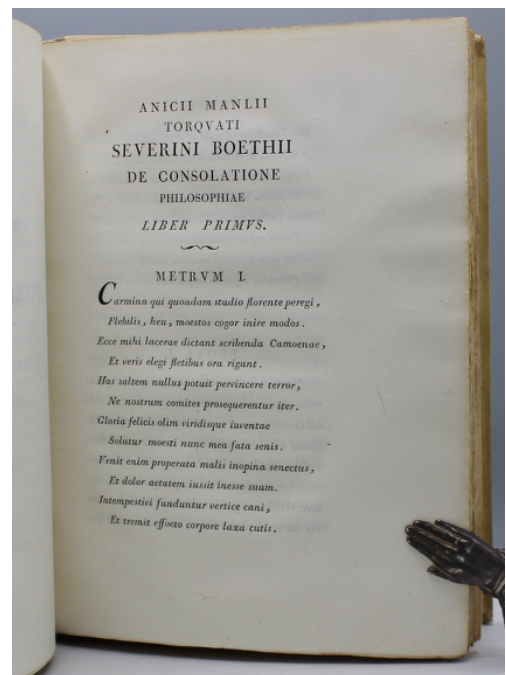 ANICII MANLII
TORQVATI
SEVERINI BOETHII
DE CONSOLATIONE
PHILOSOPHIAE
LIBER PRIMVS.
METRVM I.
Carmina qui quondam studio florente peregi,
Flebilis, heu, moestos cogor inire modos.
Ecce mihi lacerae dictant scribenda Camoenae,
Et veris elegi fletibus ora rigant.
Has saltem nullus potuit pervincere terror,
Ne nostrum comites prosequerentur iter.
Gloria felicis olim viridisque iuventae
Solatur moesti nunc mea fata senis.
Venit enim properata malis inopina senectus,
Et dolor aetatem iussit inesse suam.
Intempestivi funduntur vertice cani,
Et tremit effocto corpore laxa cutis.